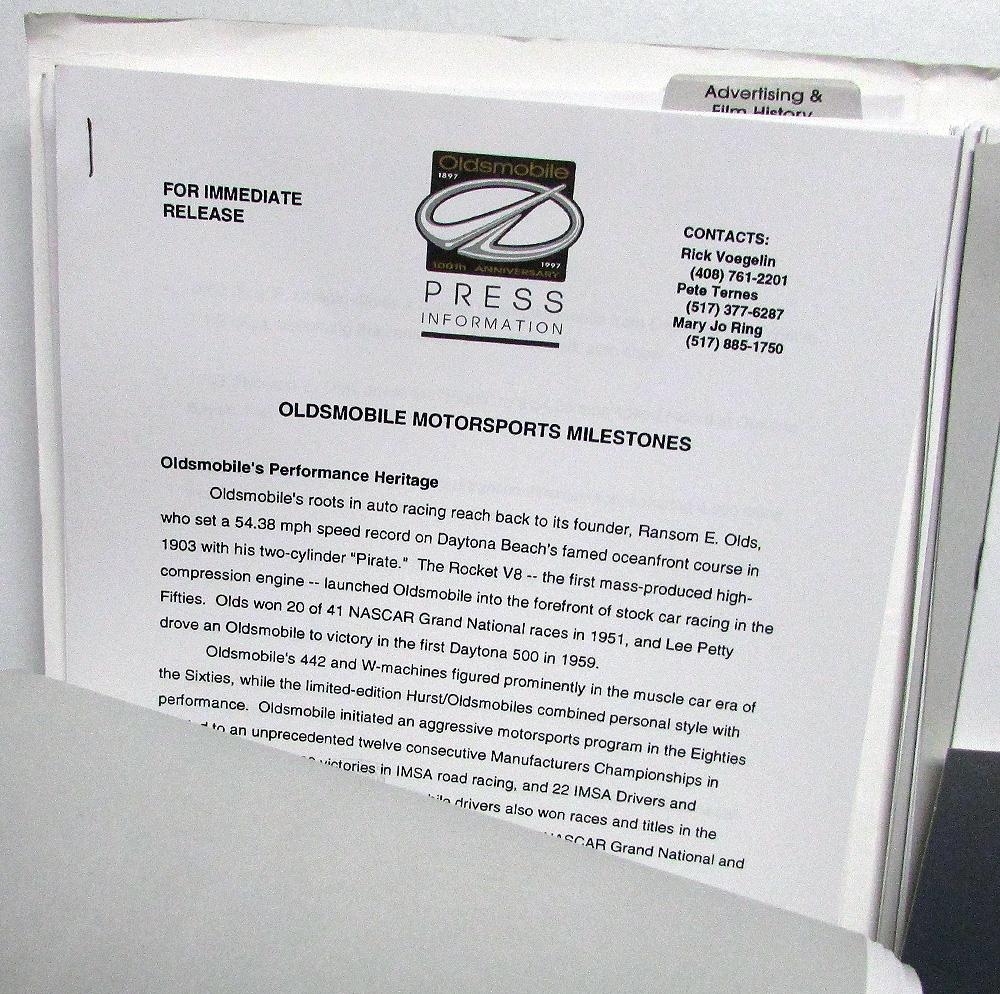 Advertising &
Film History
FOR IMMEDIATE
RELEASE
Oldsmobile
1897
1997
100th ANNIVERSARY
PRESS
INFORMATION
CONTACTS:
Rick Voegelin
(408) 761-2201
Pete Ternes
(517) 377-6287
Mary Jo Ring
(517) 885-1750
OLDSMOBILE MOTORSPORTS MILESTONES
Oldsmobile's Performance Heritage
Oldsmobile's roots in auto racing reach back to its founder, Ransom E. Olds,
who set a 54.38 mph speed record on Daytona Beach's famed oceanfront course in
1903 with his two-cylinder "Pirate." The Rocket V8 -- the first mass-produced high-
compression engine -- launched Oldsmobile into the forefront of stock car racing in the
Fifties. Olds won 20 of 41 NASCAR Grand National races in 1951, and Lee Petty
drove an Oldsmobile to victory in the first Daytona 500 in 1959.
Oldsmobile's 442 and W-machines figured prominently in the muscle car era of
the Sixties, while the limited-edition Hurst/Oldsmobiles combined personal style with
performance. Oldsmobile initiated an aggressive motorsports program in the Eighties
to an unprecedented twelve consecutive Manufacturers Championships in
victories in IMSA road racing, and 22 IMSA Drivers and
drivers also won races and titles in the
NASCAR Grand National and